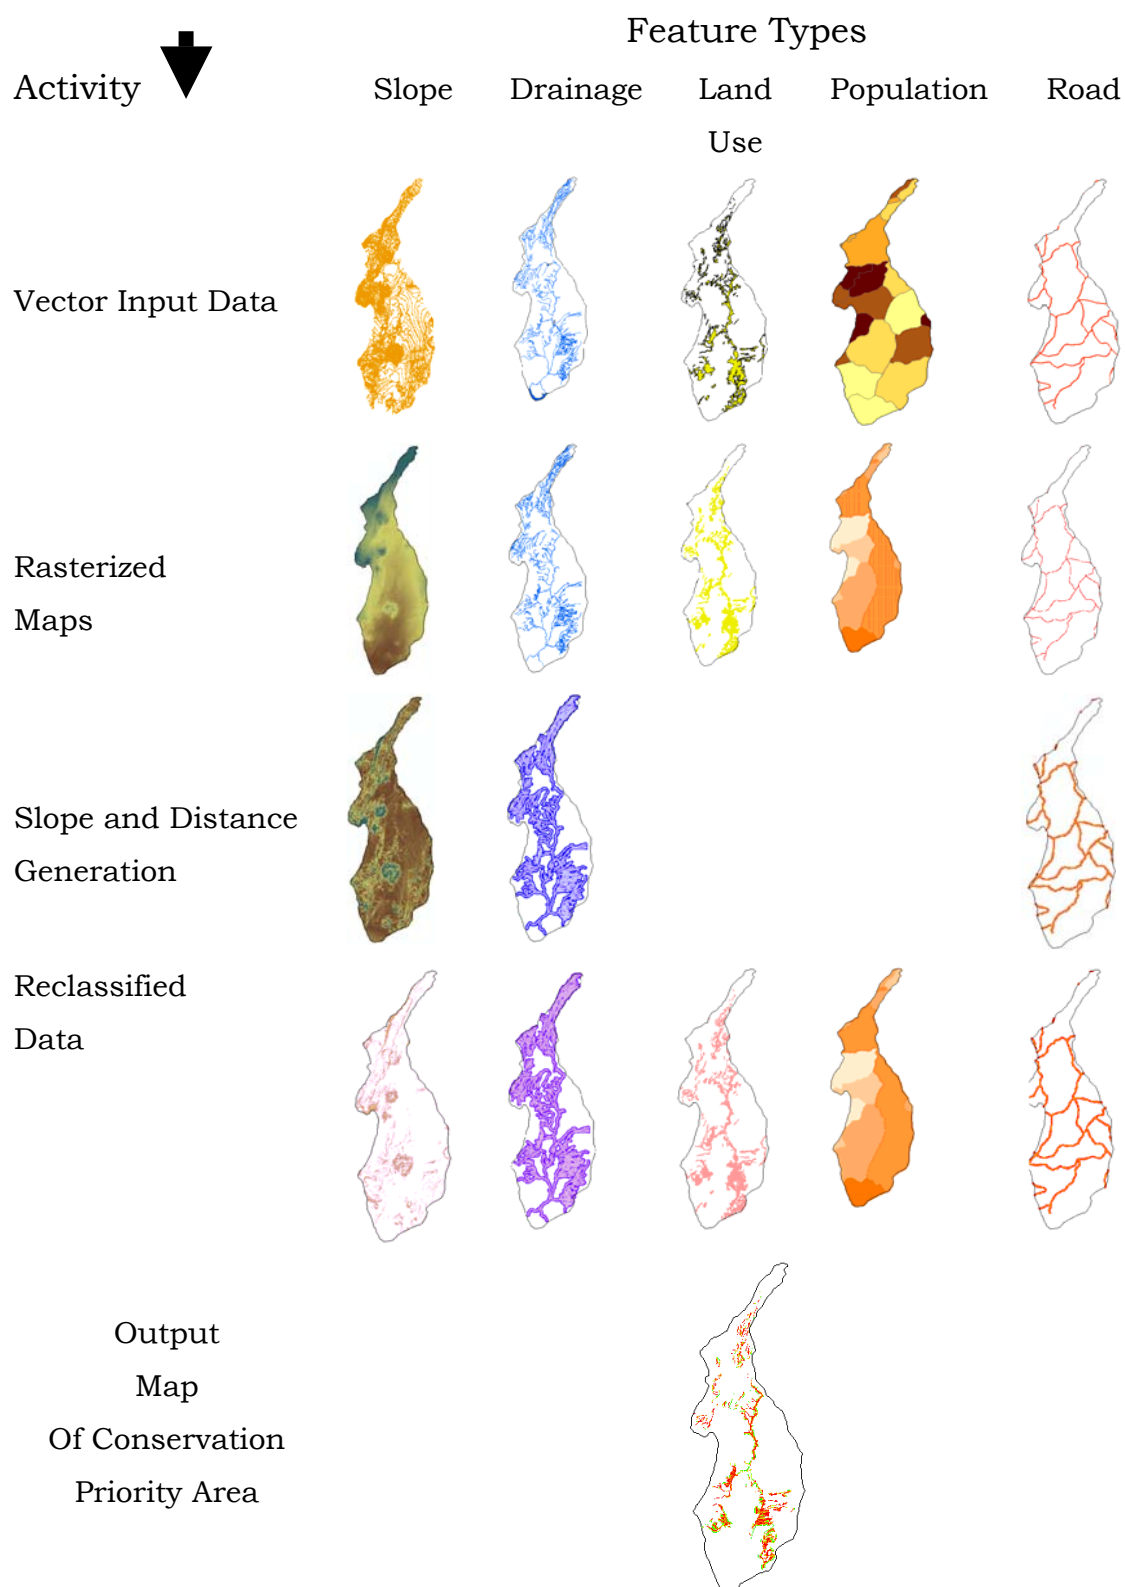 Feature Types
Activity
Slope
Drainage
Land
Use
Population
Road
Vector Input Data
Rasterized
Maps
Slope and Distance
Generation
Reclassified
Data
Output
Map
Of Conservation
Priority Area